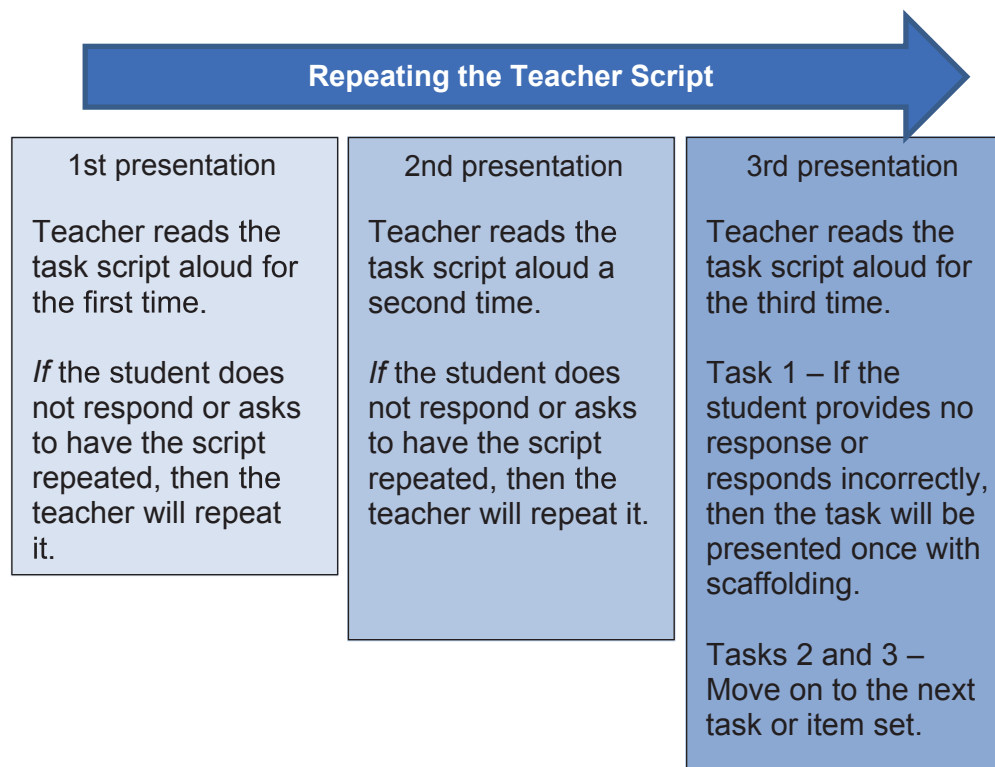 Repeating the Teacher Script
1st presentation
Teacher reads the
task script aloud for
the first time.
If the student does
not respond or asks
to have the script
repeated, then the
teacher will repeat
it.
2nd presentation
Teacher reads the
task script aloud a
second time.
If the student does
not respond or asks
to have the script
repeated, then the
teacher will repeat it.
3rd presentation
Teacher reads the
task script aloud for
the third time.
Task 1 – If the
student provides no
response or
responds incorrectly,
then the task will be
presented once with
scaffolding.
Tasks 2 and 3 –
Move on to the next
task or item set.